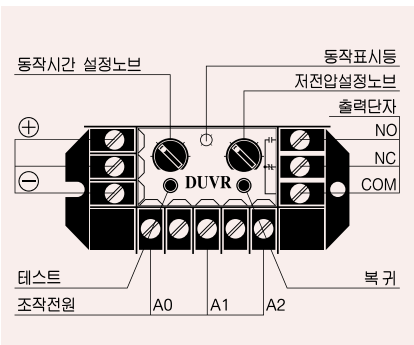 동작시간 설정노브
동작표시등
저전압설정노브
출력단자
NO
NC
COM
⊕
⊖
DUVR
테스트
복귀
조작전원 A0 A1 A2